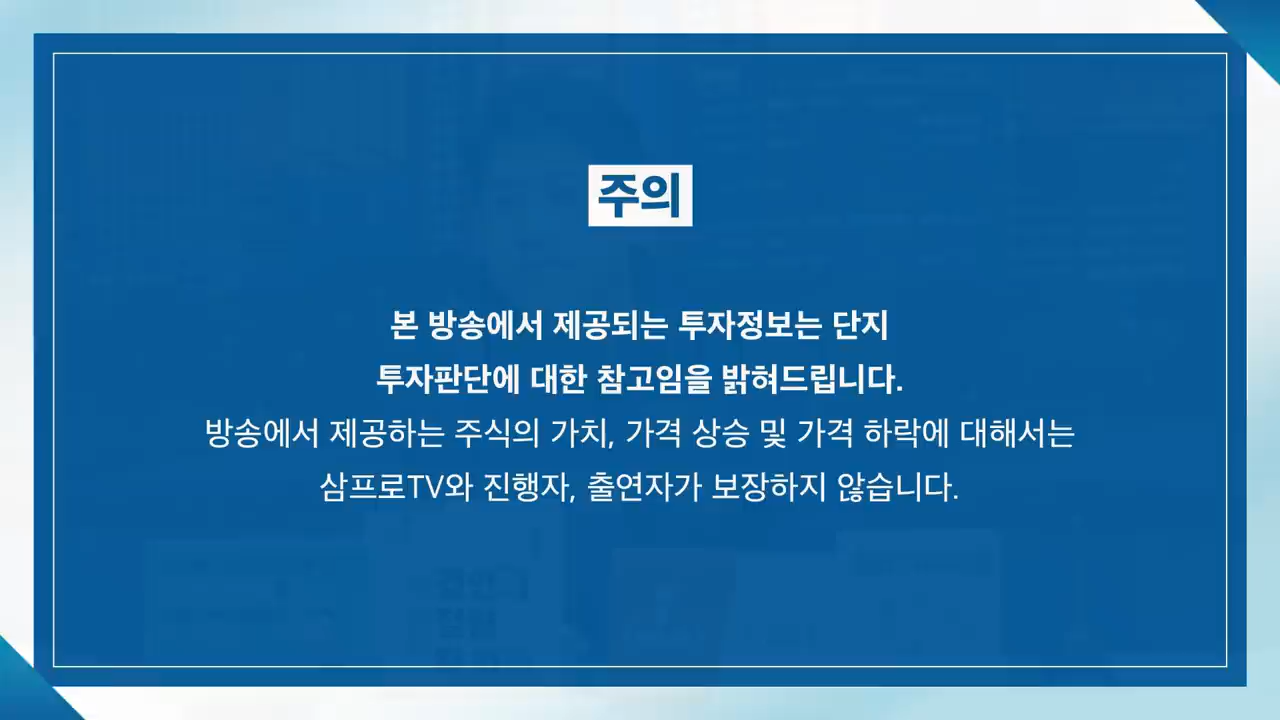 주의
본 방송에서 제공되는 투자정보는 단지
투자판단에 대한 참고임을 밝혀드립니다.
방송에서 제공하는 주식의 가치, 가격 상승 및 가격 하락에 대해서는
삼프로TV와 진행자, 출연자가 보장하지 않습니다.